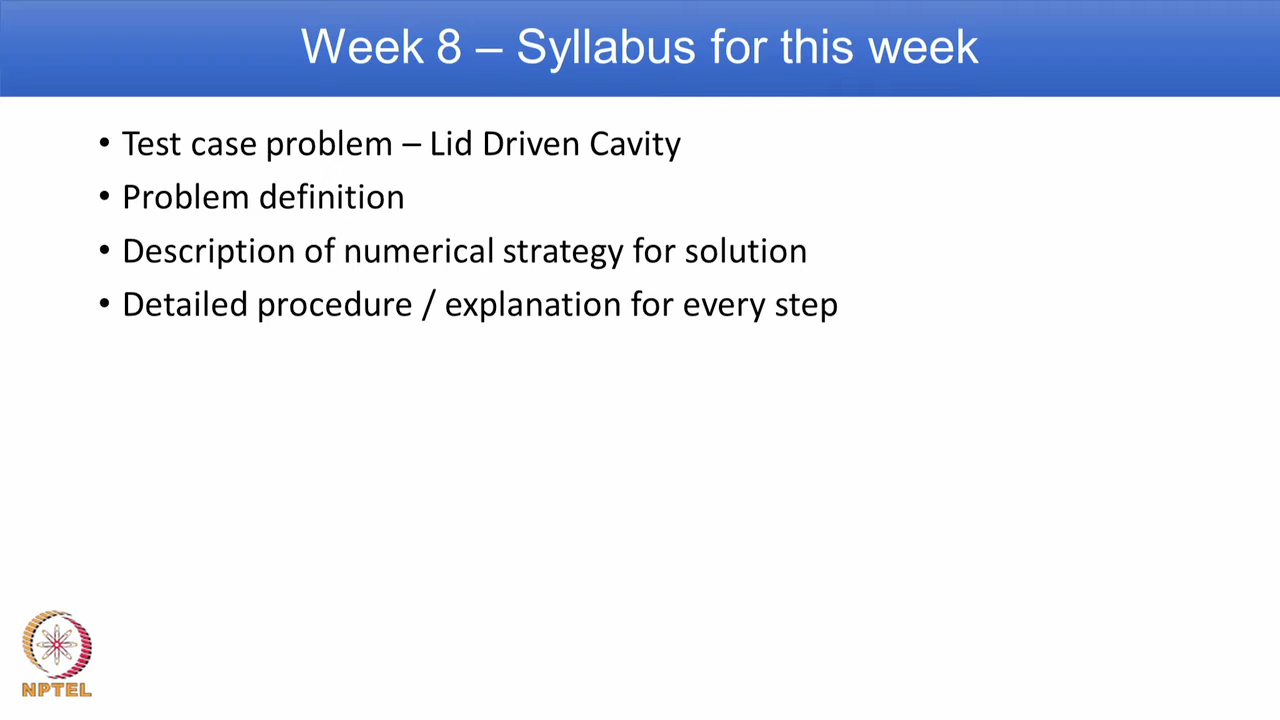 Week 8 – Syllabus for this week
• Test case problem – Lid Driven Cavity
• Problem definition
• Description of numerical strategy for solution
• Detailed procedure / explanation for every step
NPTEL